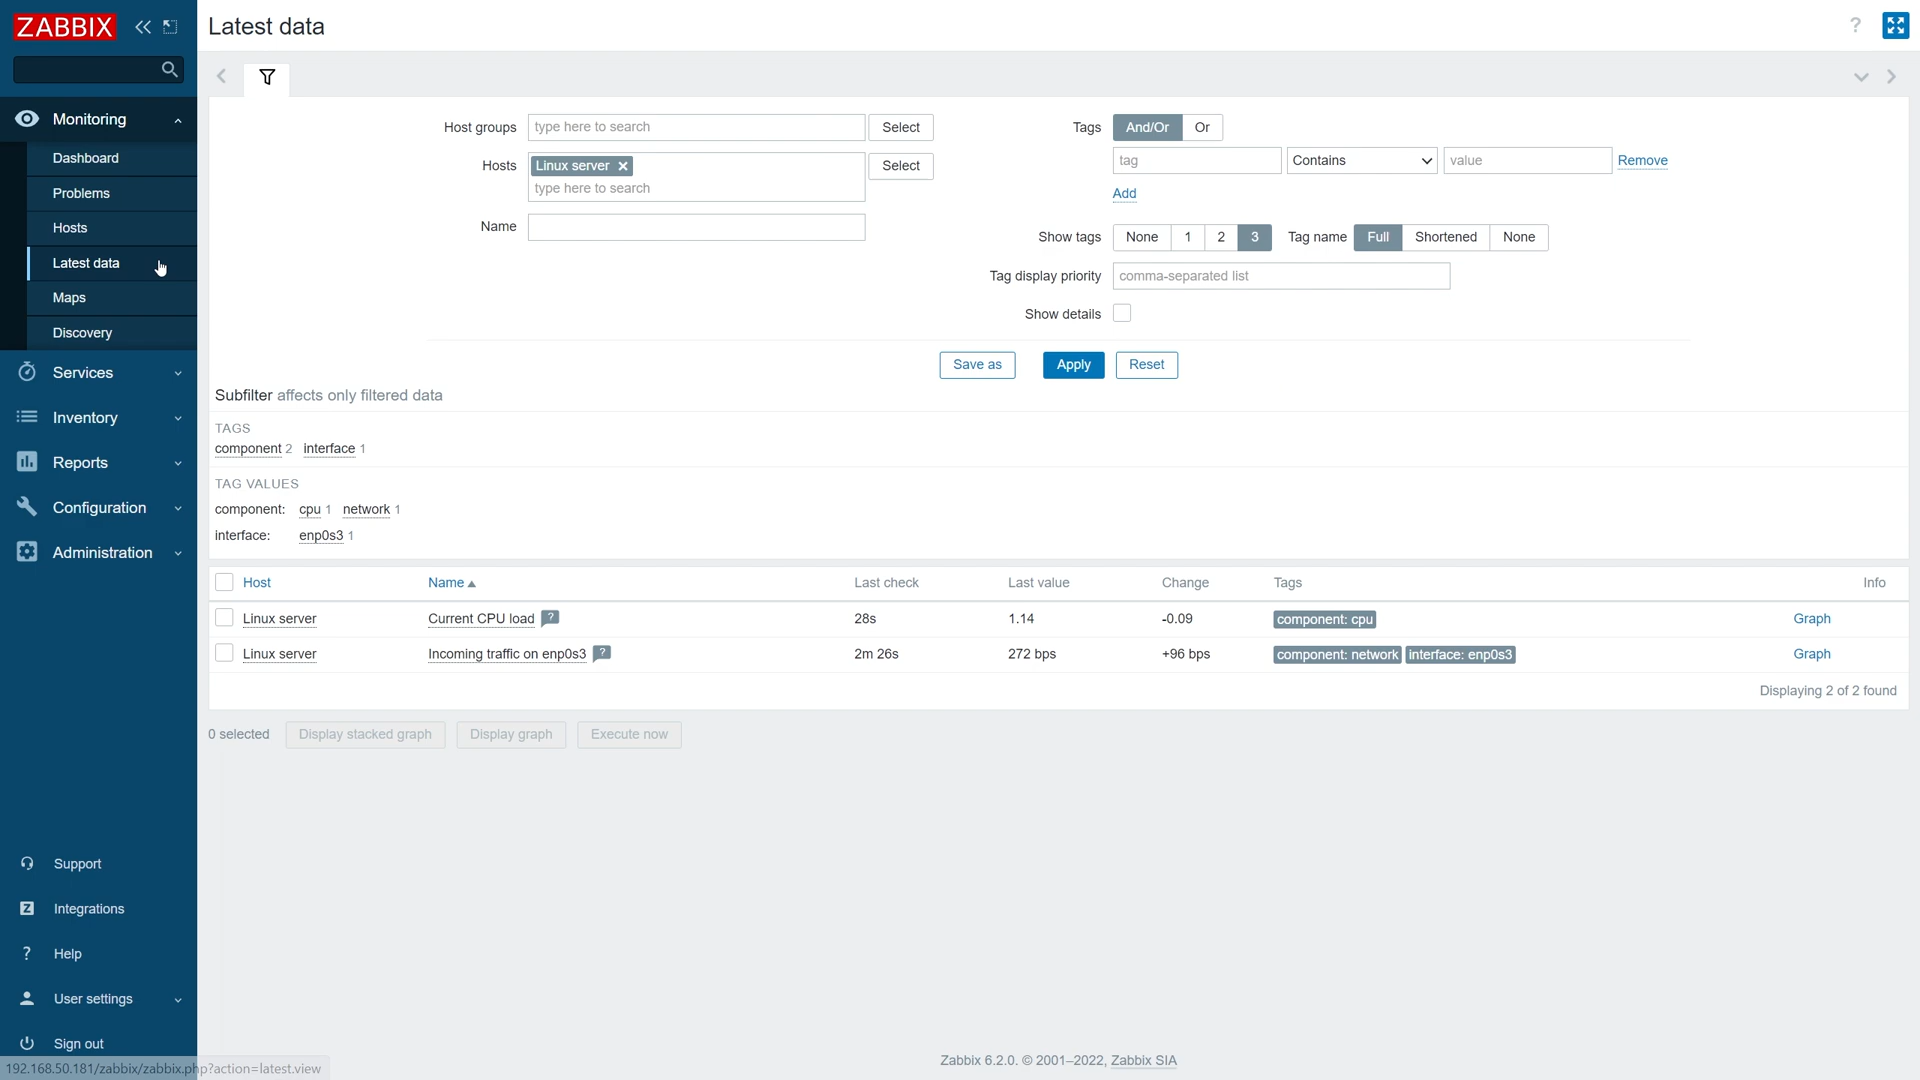 ZABBIX
Latest data
?
Monitoring
Dashboard
Problems
Hosts
Latest data
Maps
Discovery
Services
Inventory
Reports
Configuration
Administration
Support
Z Integrations
? Help
User settings
Sign out
192.168.50.181/zabbix/zabbix.php?action=latest.view
Host groups type here to search Select
Hosts Linux server × Select
type here to search
Name
Tags And/Or Or
tag Contains value Remove
Add
Show tags None 1 2 3 Tag name Full Shortened None
Tag display priority comma-separated list
Show details
Save as Apply Reset
Subfilter affects only filtered data
TAGS
component 2 interface 1
TAG VALUES
component: cpu 1 network 1
interface: enp0s3 1
Host Name Last check Last value Change Tags Info
Linux server Current CPU load ? 28s 1.14 -0.09 component: cpu Graph
Linux server Incoming traffic on enp0s3 ? 2m 26s 272 bps +96 bps component: network interface: enp0s3 Graph
Displaying 2 of 2 found
0 selected Display stacked graph Display graph Execute now
Zabbix 6.2.0. © 2001–2022, Zabbix SIA